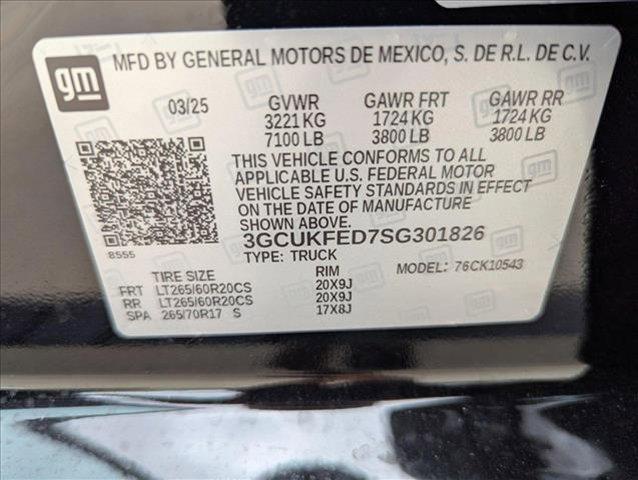 gm
MFD BY GENERAL MOTORS DE MEXICO, S. DE R.L. DE C.V.
03/25 GVWR GAWR FRT GAWR RR
3221 KG 1724 KG 1724 KG
7100 LB 3800 LB 3800 LB
THIS VEHICLE CONFORMS TO ALL
APPLICABLE U.S. FEDERAL MOTOR
VEHICLE SAFETY STANDARDS IN EFFECT
ON THE DATE OF MANUFACTURE
SHOWN ABOVE.
8555
3GCUKFED7SG301826
TYPE: TRUCK MODEL: 76CK10543
TIRE SIZE RIM
FRT LT265/60R20CS 20X9J
RR LT265/60R20CS 20X9J
SPA 265/70R17 S 17X8J